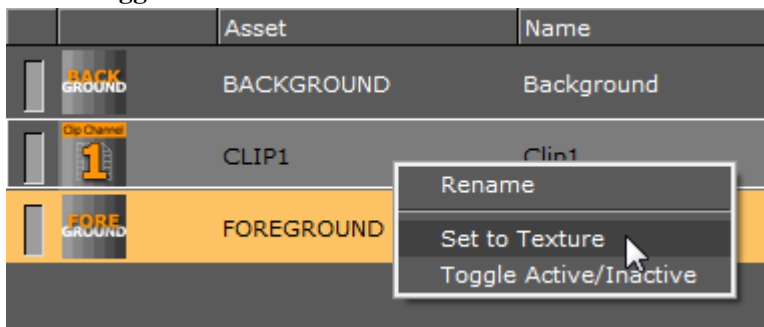 Asset Name
BACK
GROUND
BACKGROUND Background
Clip Channel
1
CLIP1 Clip1
Rename
FORE
GROUND
FOREGROUND
Set to Texture
Toggle Active/Inactive